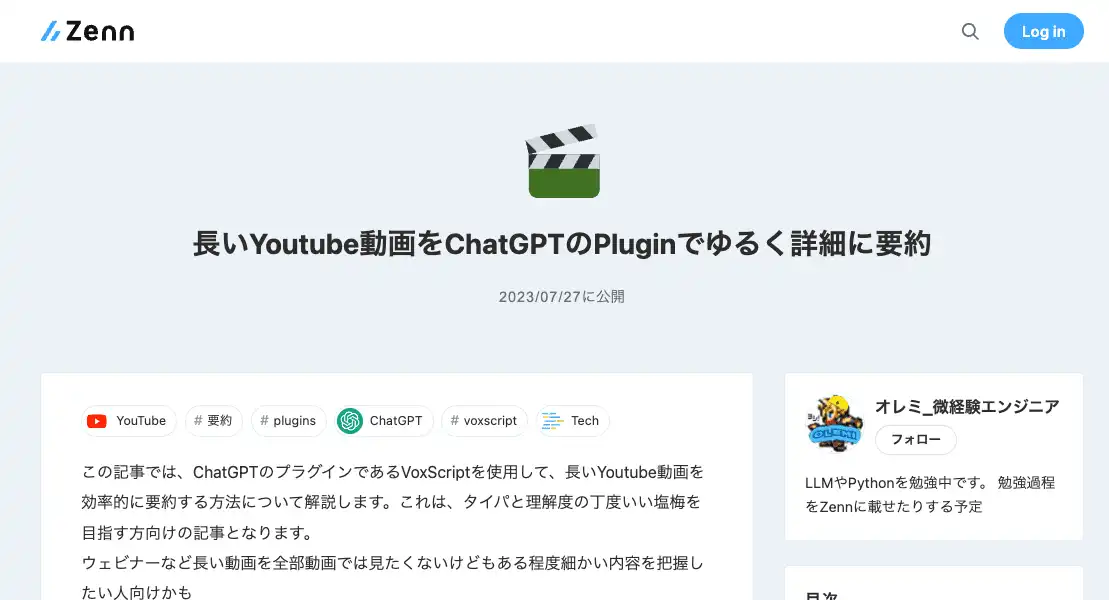 Zenn
Log in
長いYoutube動画をChatGPTのPluginでゆるく詳細に要約
2023/07/27に公開
YouTube
# 要約
# plugins
ChatGPT
# voxscript
Tech
この記事では、ChatGPTのプラグインであるVoxScriptを使用して、長いYoutube動画を
効率的に要約する方法について解説します。これは、タイパと理解度の丁度いい塩梅を
目指す方向けの記事となります。
ウェビナーなど長い動画を全部動画では見たくないけどもある程度細かい内容を把握し
たい人向けかも
オレミ_微経験エンジニア
フォロー
LLMやPythonを勉強中です。 勉強過程
をZennに載せたりする予定
目次